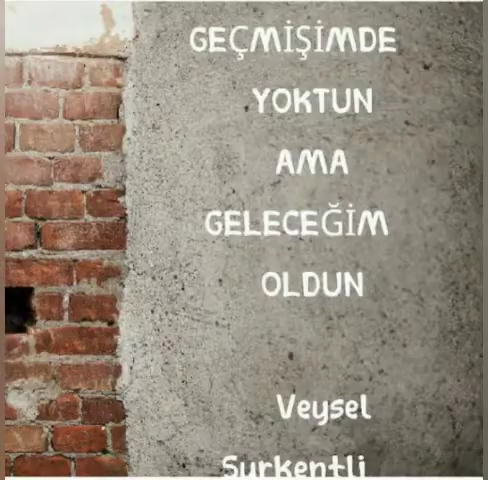 GEÇMİŞİMDE
YOKTUN
AMA
GELECEĞİM
OLDUN
Veysel
Surkentli